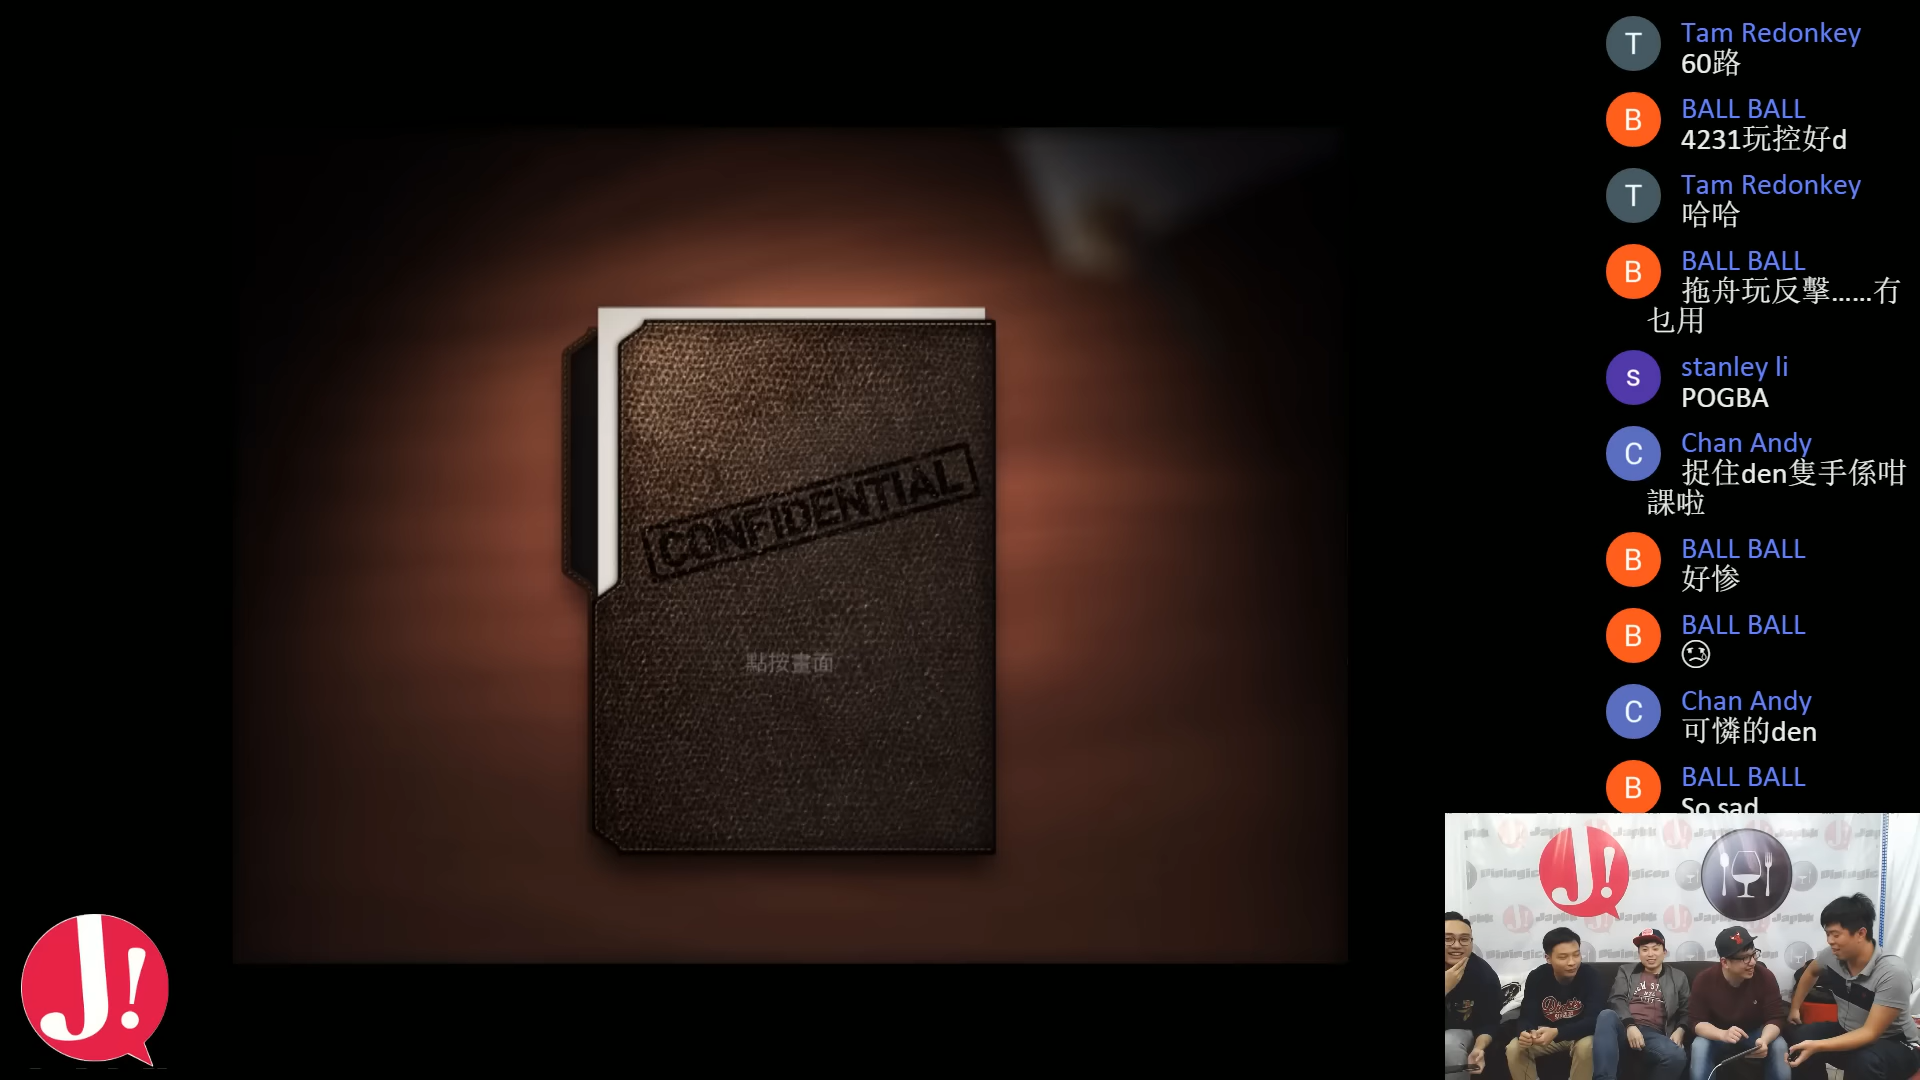 Tam Redonkey
60路
BALL BALL
4231玩控好d
Tam Redonkey
哈哈
BALL BALL
拖舟玩反擊......冇
乜用
stanley li
POGBA
Chan Andy
捉住den隻手係咁
課啦
BALL BALL
好慘
BALL BALL
Chan Andy
可憐的den
BALL BALL
So sad
CONFIDENTIAL
點按畫面
T
B
T
B
s
C
B
B
C
B
J!
J!